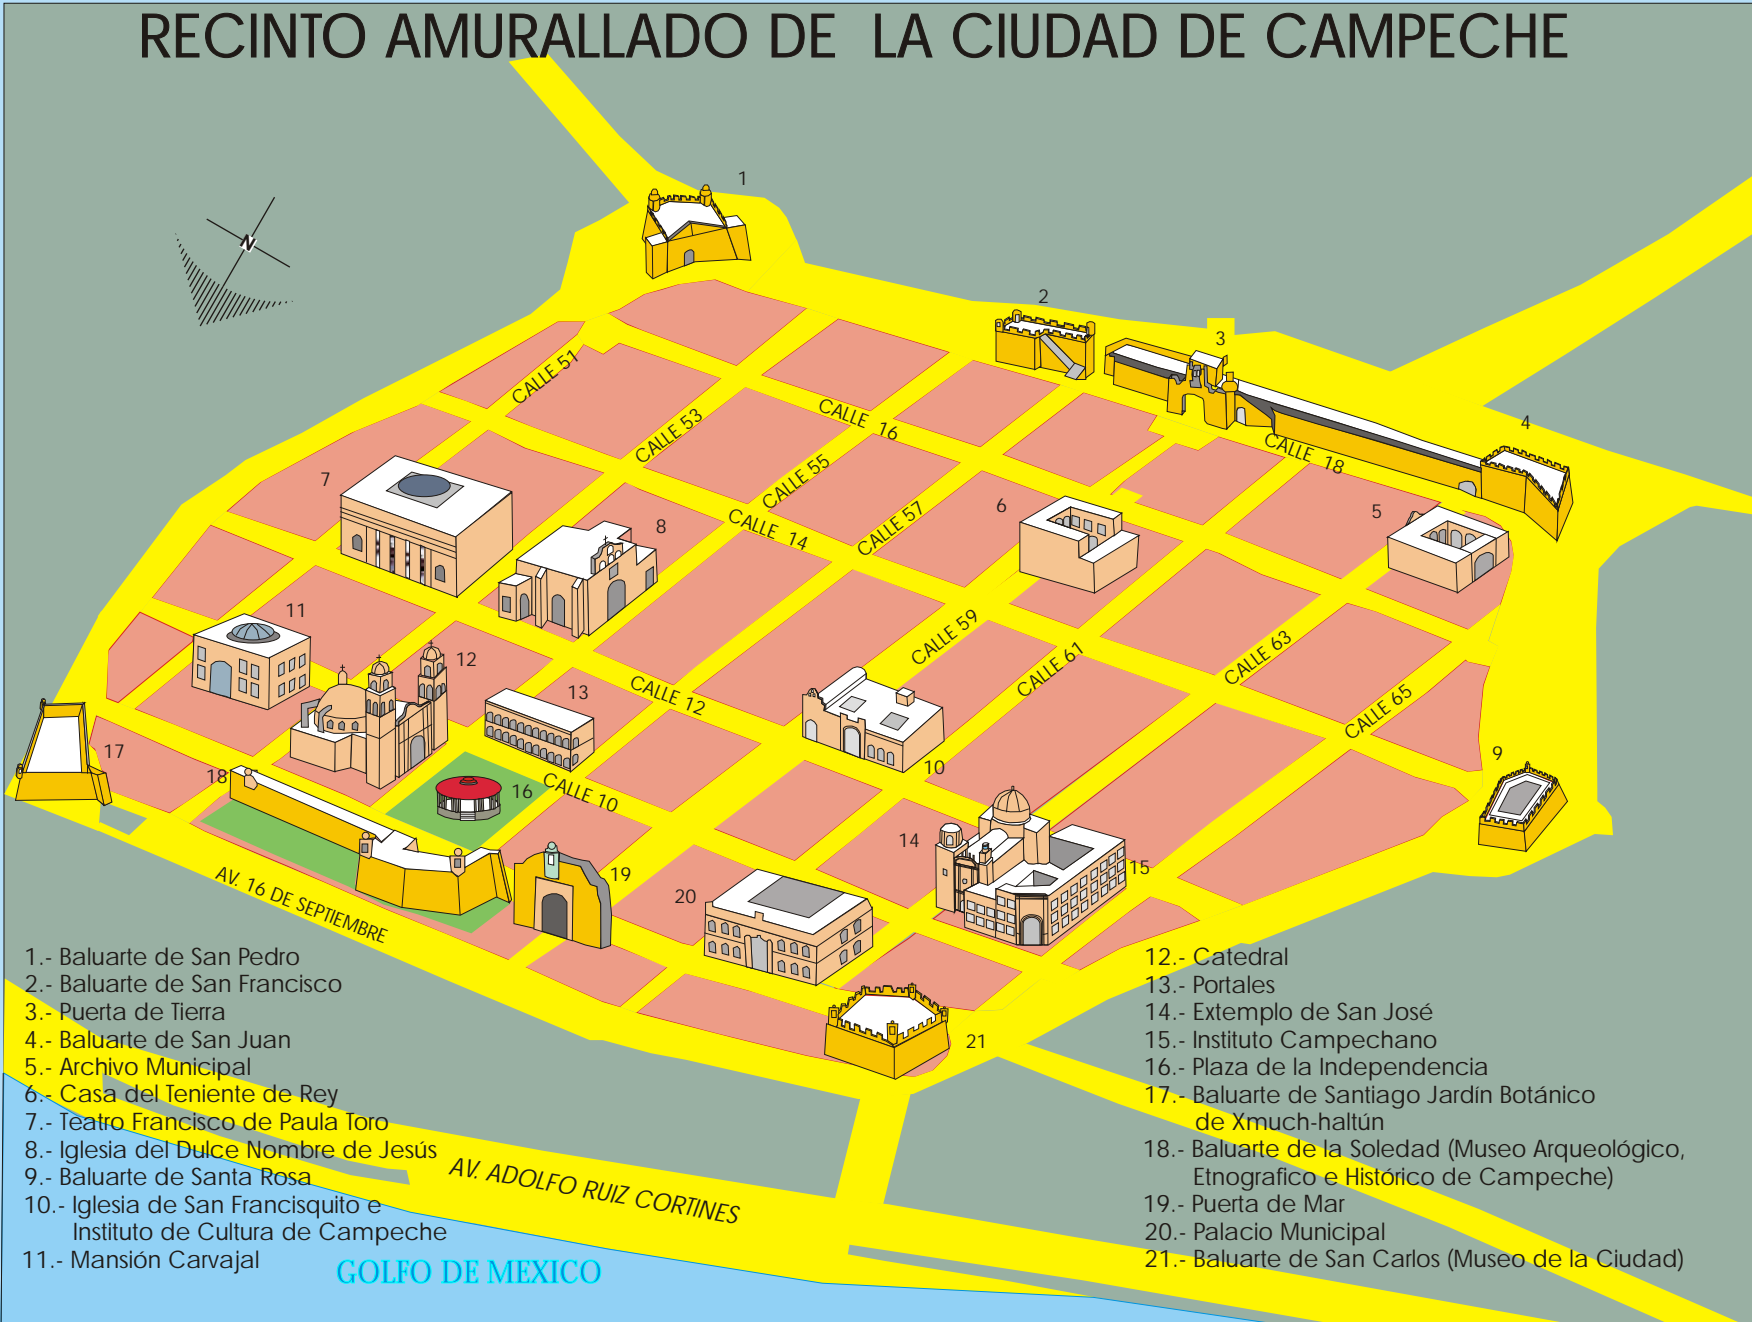 RECINTO AMURALLADO DE LA CIUDAD DE CAMPECHE
1
N
2
3
4
CALLE 51
CALLE 53
CALLE 16
CALLE 18
CALLE 55
7
8
CALLE 14
CALLE 57
6
5
11
12
13
CALLE 12
CALLE 59
CALLE 61
CALLE 63
CALLE 65
17
18
16
CALLE 10
10
9
14
15
19
20
AV. 16 DE SEPTIEMBRE
21
1.- Baluarte de San Pedro
2.- Baluarte de San Francisco
3.- Puerta de Tierra
4.- Baluarte de San Juan
5.- Archivo Municipal
6.- Casa del Teniente de Rey
7.- Teatro Francisco de Paula Toro
8.- Iglesia del Dulce Nombre de Jesús
9.- Baluarte de Santa Rosa
10.- Iglesia de San Francisquito e
Instituto de Cultura de Campeche
11.- Mansión Carvajal
12.- Catedral
13.- Portales
14.- Extemplo de San José
15.- Instituto Campechano
16.- Plaza de la Independencia
17.- Baluarte de Santiago Jardín Botánico
de Xmuch-haltún
18.- Baluarte de la Soledad (Museo Arqueológico,
Etnografico e Histórico de Campeche)
19.- Puerta de Mar
20.- Palacio Municipal
21.- Baluarte de San Carlos (Museo de la Ciudad)
AV. ADOLFO RUIZ CORTINES
GOLFO DE MEXICO